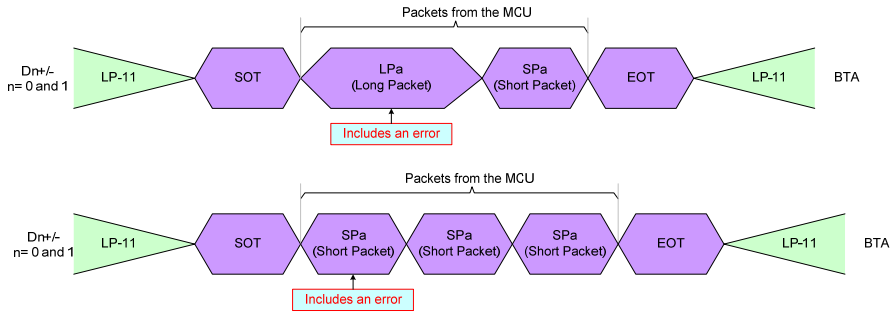 Packets from the MCU
Dn+/-
n= 0 and 1
LP-11
SOT
LPa
(Long Packet)
SPa
(Short Packet)
EOT
LP-11
BTA
Includes an error
Packets from the MCU
Dn+/-
n= 0 and 1
LP-11
SOT
SPa
(Short Packet)
SPa
(Short Packet)
SPa
(Short Packet)
EOT
LP-11
BTA
Includes an error